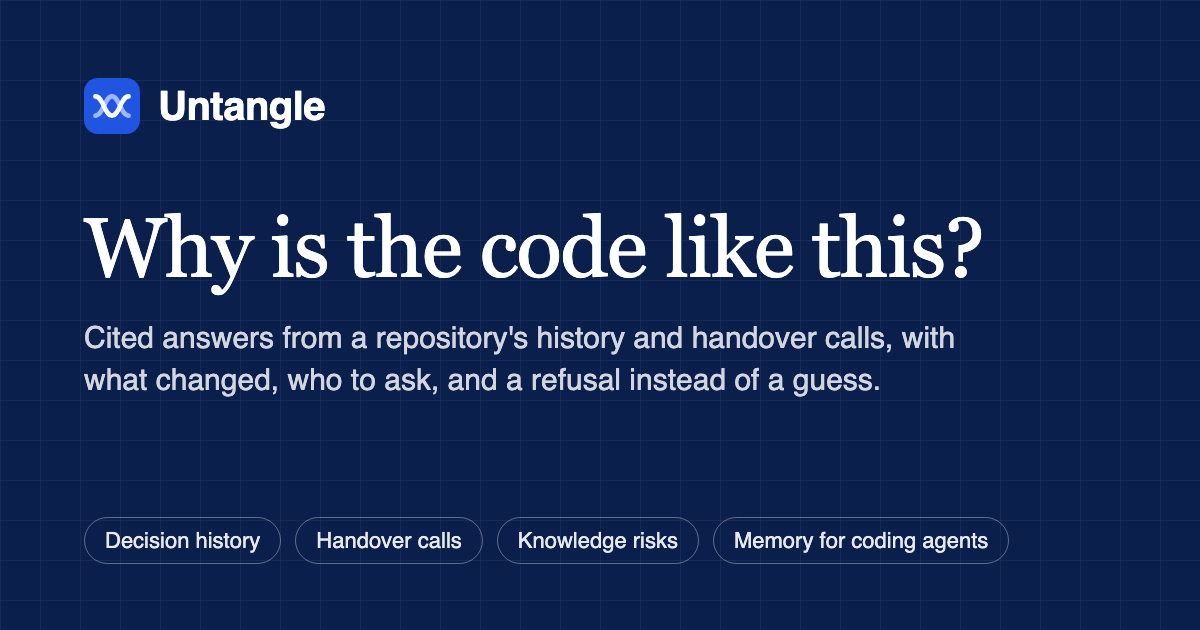 Untangle
Why is the code like this?
Cited answers from a repository's history and handover calls, with
what changed, who to ask, and a refusal instead of a guess.
Decision history
Handover calls
Knowledge risks
Memory for coding agents